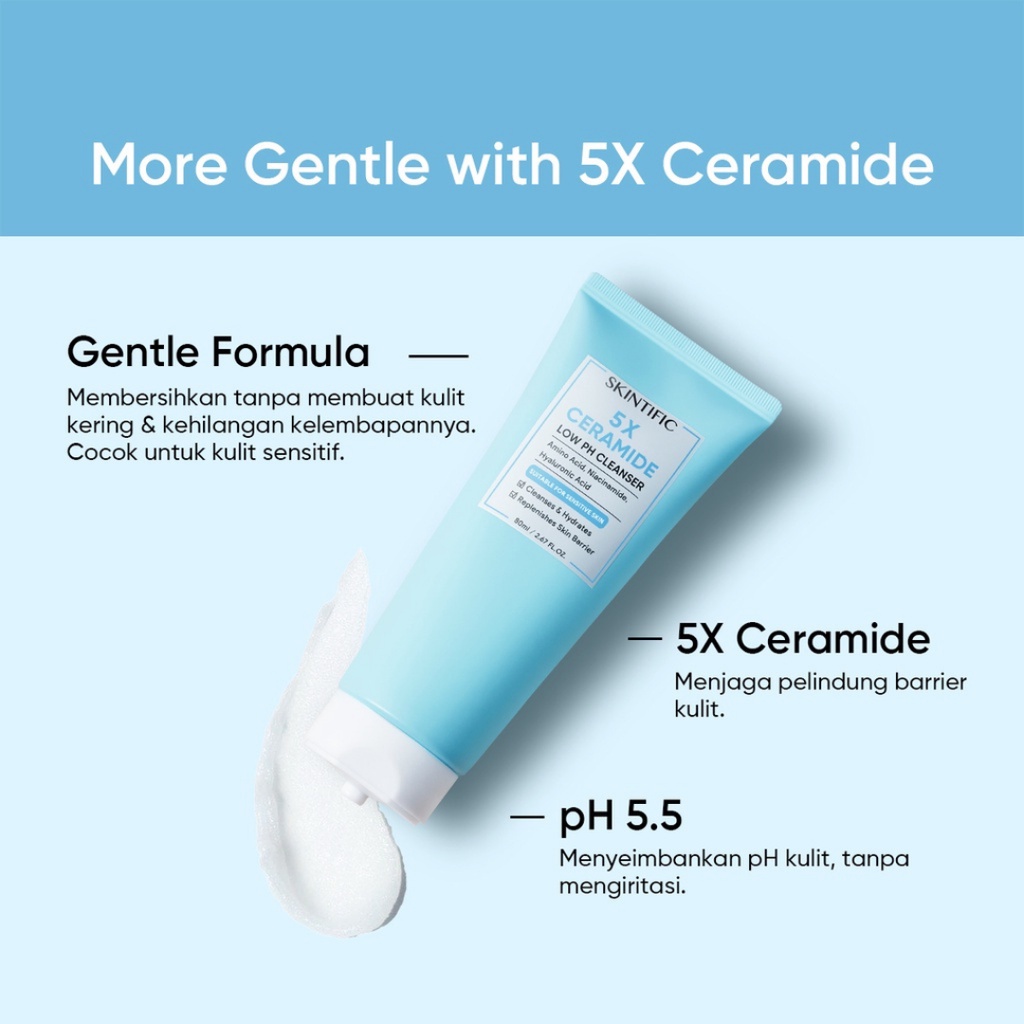 More Gentle with 5X Ceramide
Gentle Formula
Membersihkan tanpa membuat kulit
kering & kehilangan kelembapannya.
Cocok untuk kulit sensitif.
SKINTIFIC
5X
CERAMIDE
LOW PH CLEANSER
Amino Acid, Niacinamide,
Hyaluronic Acid
SUITABLE FOR SENSITIVE SKIN
Cleanses & Hydrates
Replenishes Skin Barrier
80ml / 2.67 FL.OZ.
5X Ceramide
Menjaga pelindung barrier
kulit.
pH 5.5
Menyeimbankan pH kulit, tanpa
mengiritasi.